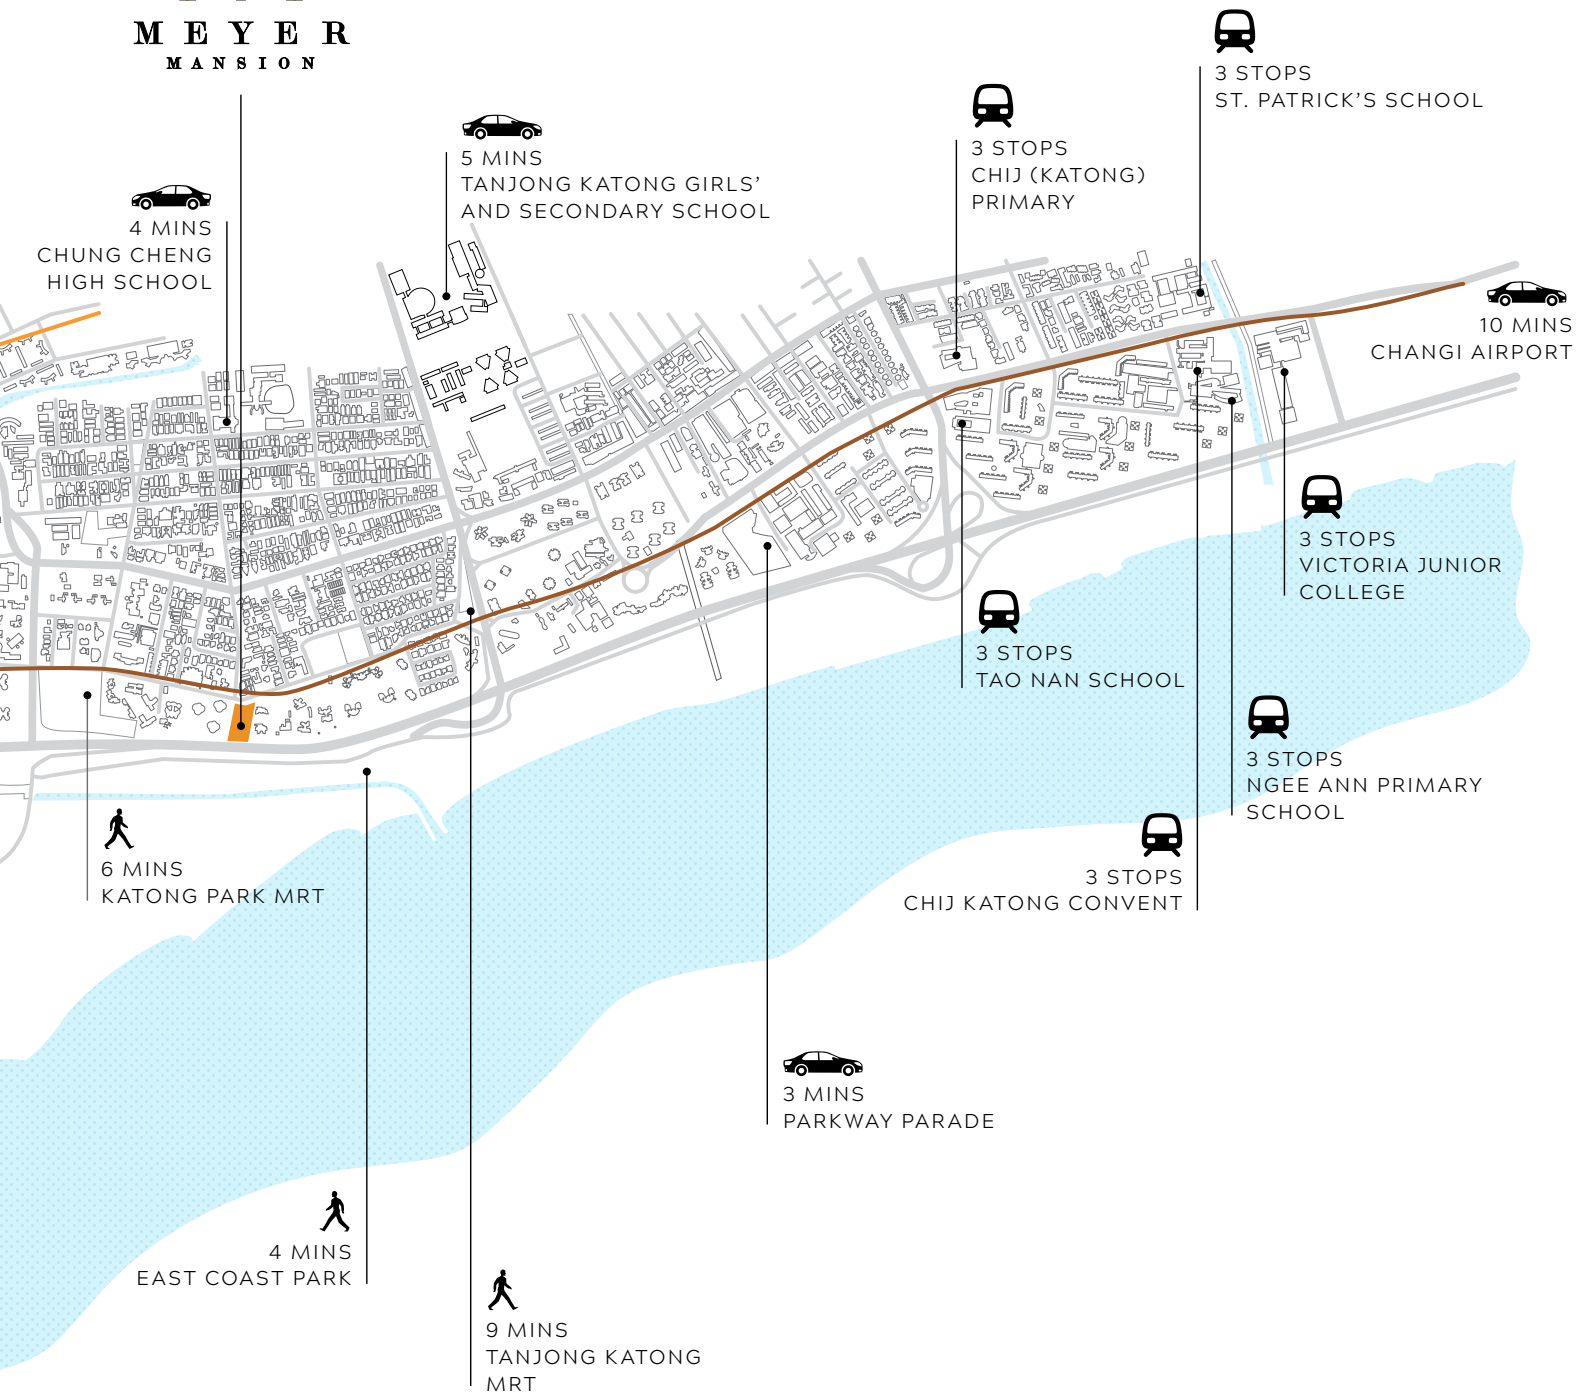 MEYER
MANSION
3 STOPS
ST. PATRICK’S SCHOOL
3 STOPS
CHIJ (KATONG)
PRIMARY
5 MINS
TANJONG KATONG GIRLS’
AND SECONDARY SCHOOL
4 MINS
CHUNG CHENG
HIGH SCHOOL
10 MINS
CHANGI AIRPORT
3 STOPS
VICTORIA JUNIOR
COLLEGE
3 STOPS
TAO NAN SCHOOL
3 STOPS
NGEE ANN PRIMARY
SCHOOL
6 MINS
KATONG PARK MRT
3 STOPS
CHIJ KATONG CONVENT
3 MINS
PARKWAY PARADE
4 MINS
EAST COAST PARK
9 MINS
TANJONG KATONG
MRT